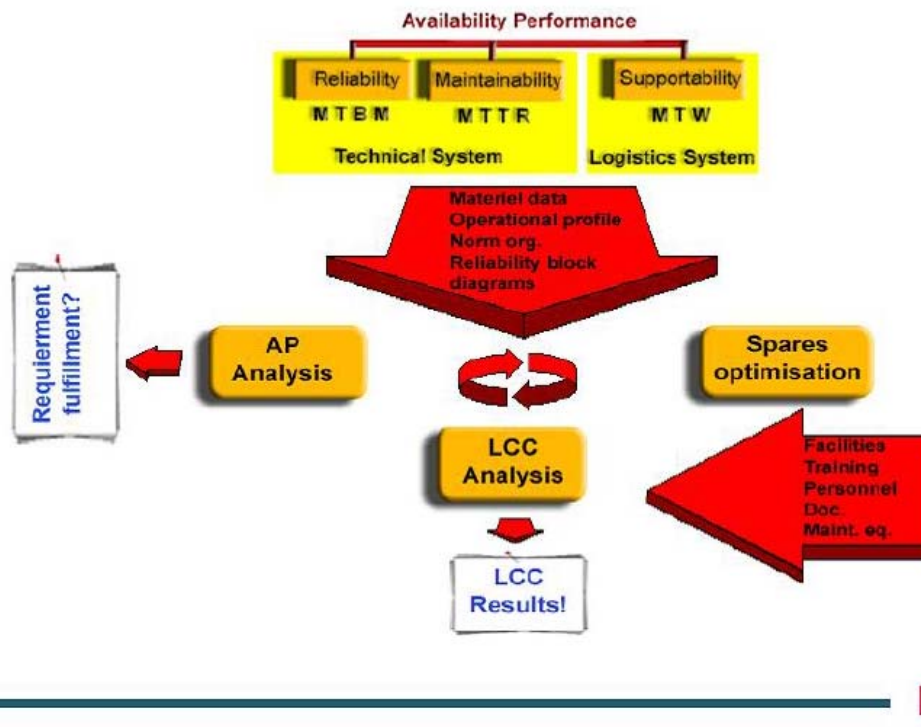 Availability Performance
Reliability
Maintainability
Supportability
M T B M
M T T R
M T W
Technical System
Logistics System
Materiel data
Operational profile
Norm org.
Reliability block
diagrams
Requierment
fulfillment?
AP
Analysis
Spares
optimisation
LCC
Analysis
Facilities
Training
Personnel
Doc.
Maint. eq.
LCC
Results!